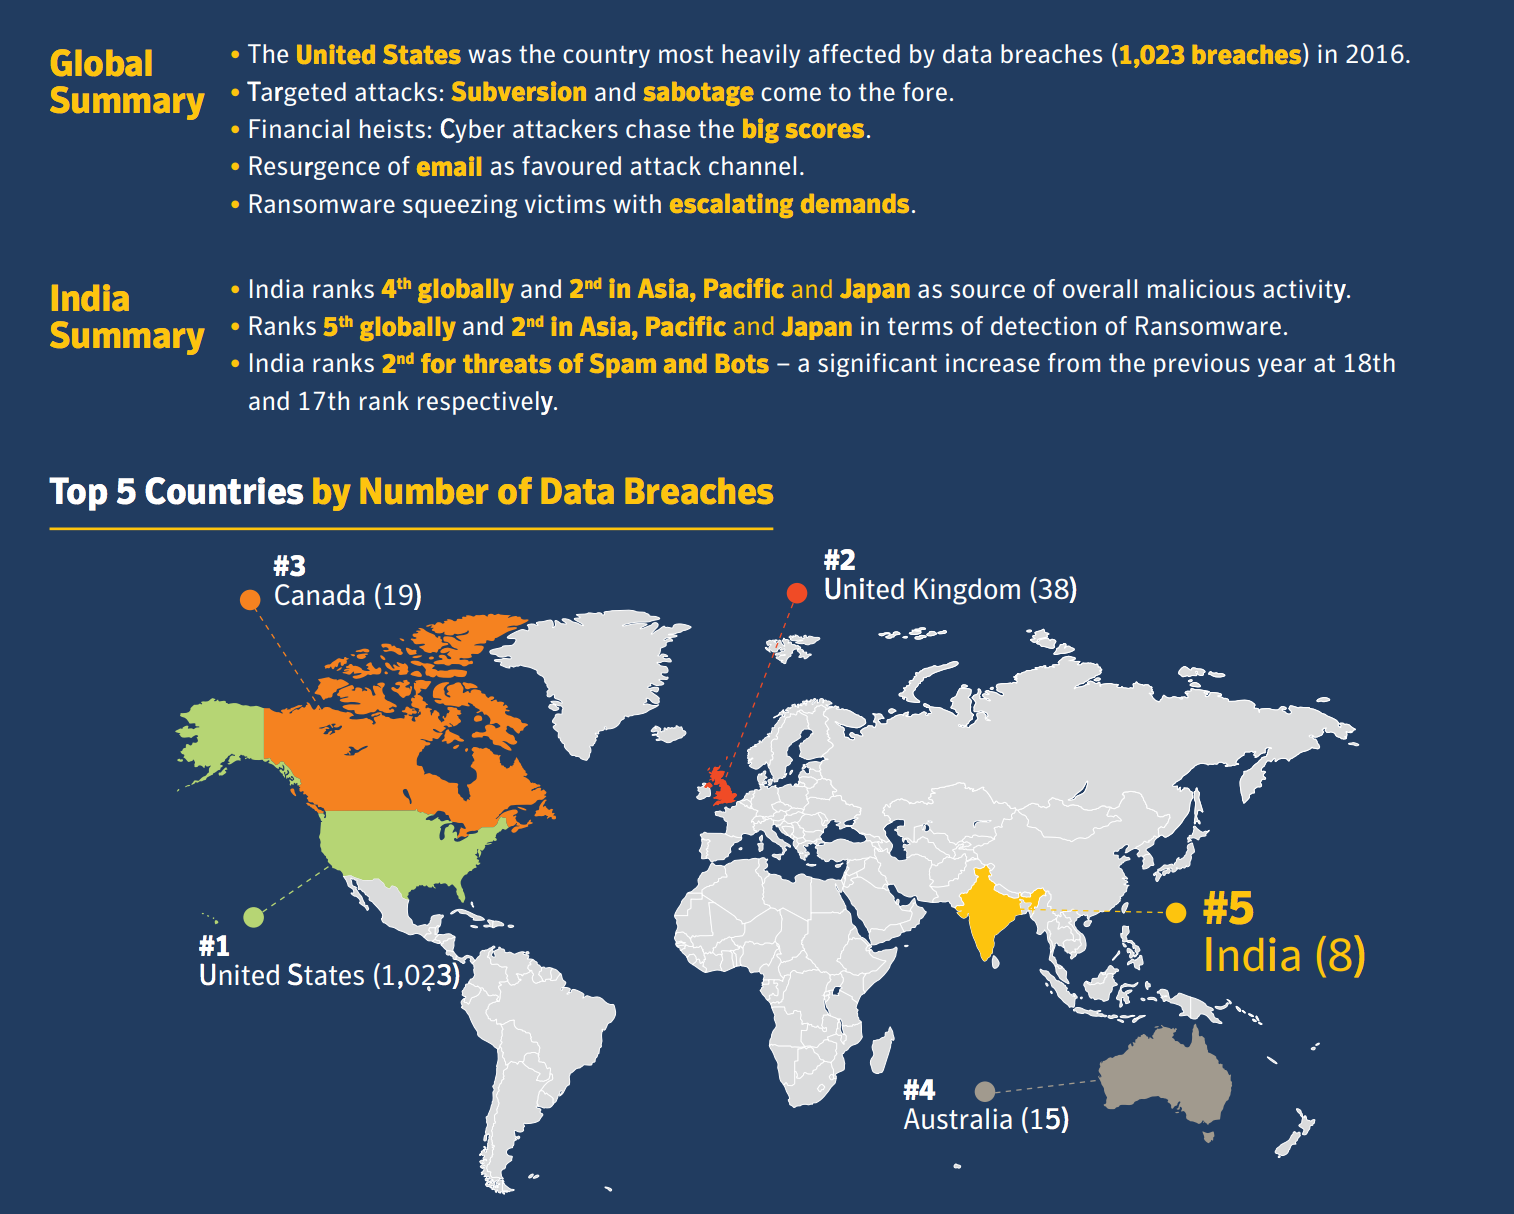 Global
Summary
• The United States was the country most heavily affected by data breaches (1,023 breaches) in 2016.
• Targeted attacks: Subversion and sabotage come to the fore.
• Financial heists: Cyber attackers chase the big scores.
• Resurgence of email as favoured attack channel.
• Ransomware squeezing victims with escalating demands.
India
Summary
• India ranks 4th globally and 2nd in Asia, Pacific and Japan as source of overall malicious activity.
• Ranks 5th globally and 2nd in Asia, Pacific and Japan in terms of detection of Ransomware.
• India ranks 2nd for threats of Spam and Bots – a significant increase from the previous year at 18th
and 17th rank respectively.
Top 5 Countries by Number of Data Breaches
#3
Canada (19)
#2
United Kingdom (38)
#5
India (8)
#1
United States (1,023)
#4
Australia (15)